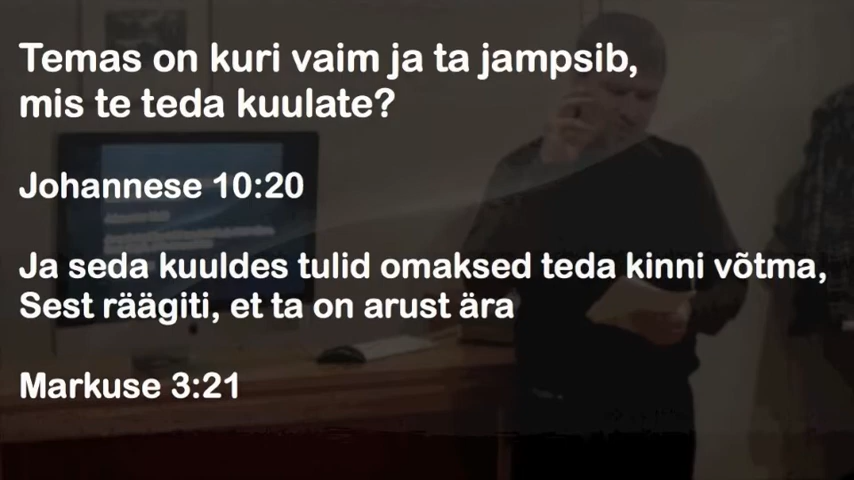 Temas on kuri vaim ja ta jampsib,
mis te teda kuulate?
Johannese 10:20
Ja seda kuuldes tulid omaksed teda kinni võtma,
Sest räägiti, et ta on arust ära
Markuse 3:21